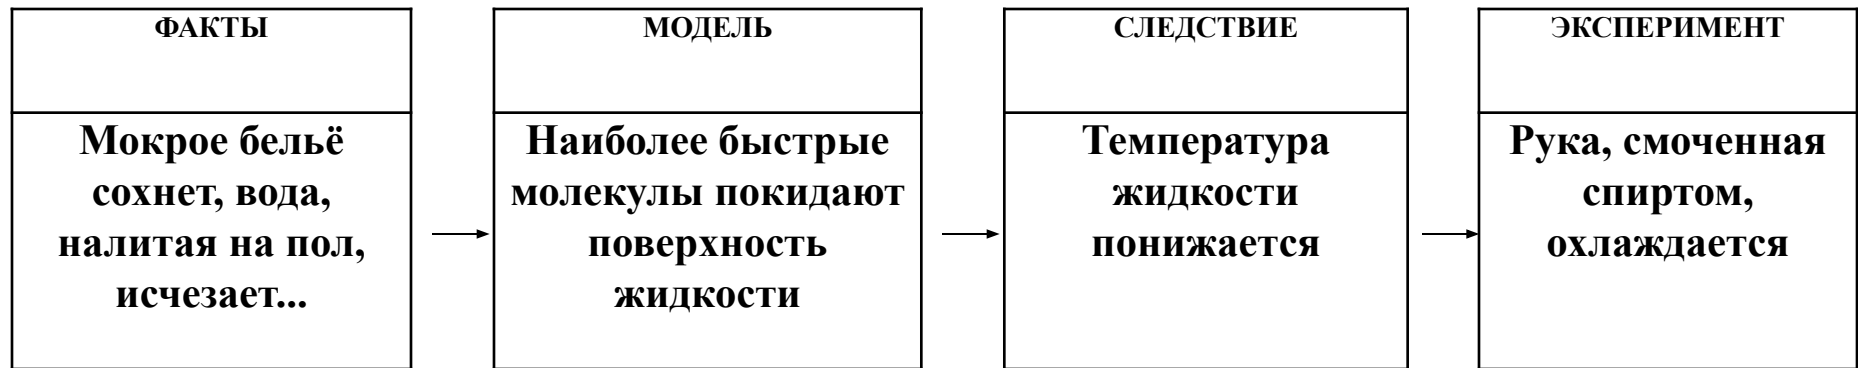 ФАКТЫ
Мокрое бельё
сохнет, вода,
налитая на пол,
исчезает...
МОДЕЛЬ
Наиболее быстрые
молекулы покидают
поверхность
жидкости
СЛЕДСТВИЕ
Температура
жидкости
понижается
ЭКСПЕРИМЕНТ
Рука, смоченная
спиртом,
охлаждается